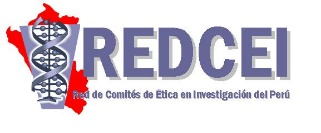 REDCEI
Red de Comités de Ética en Investigación del Perú